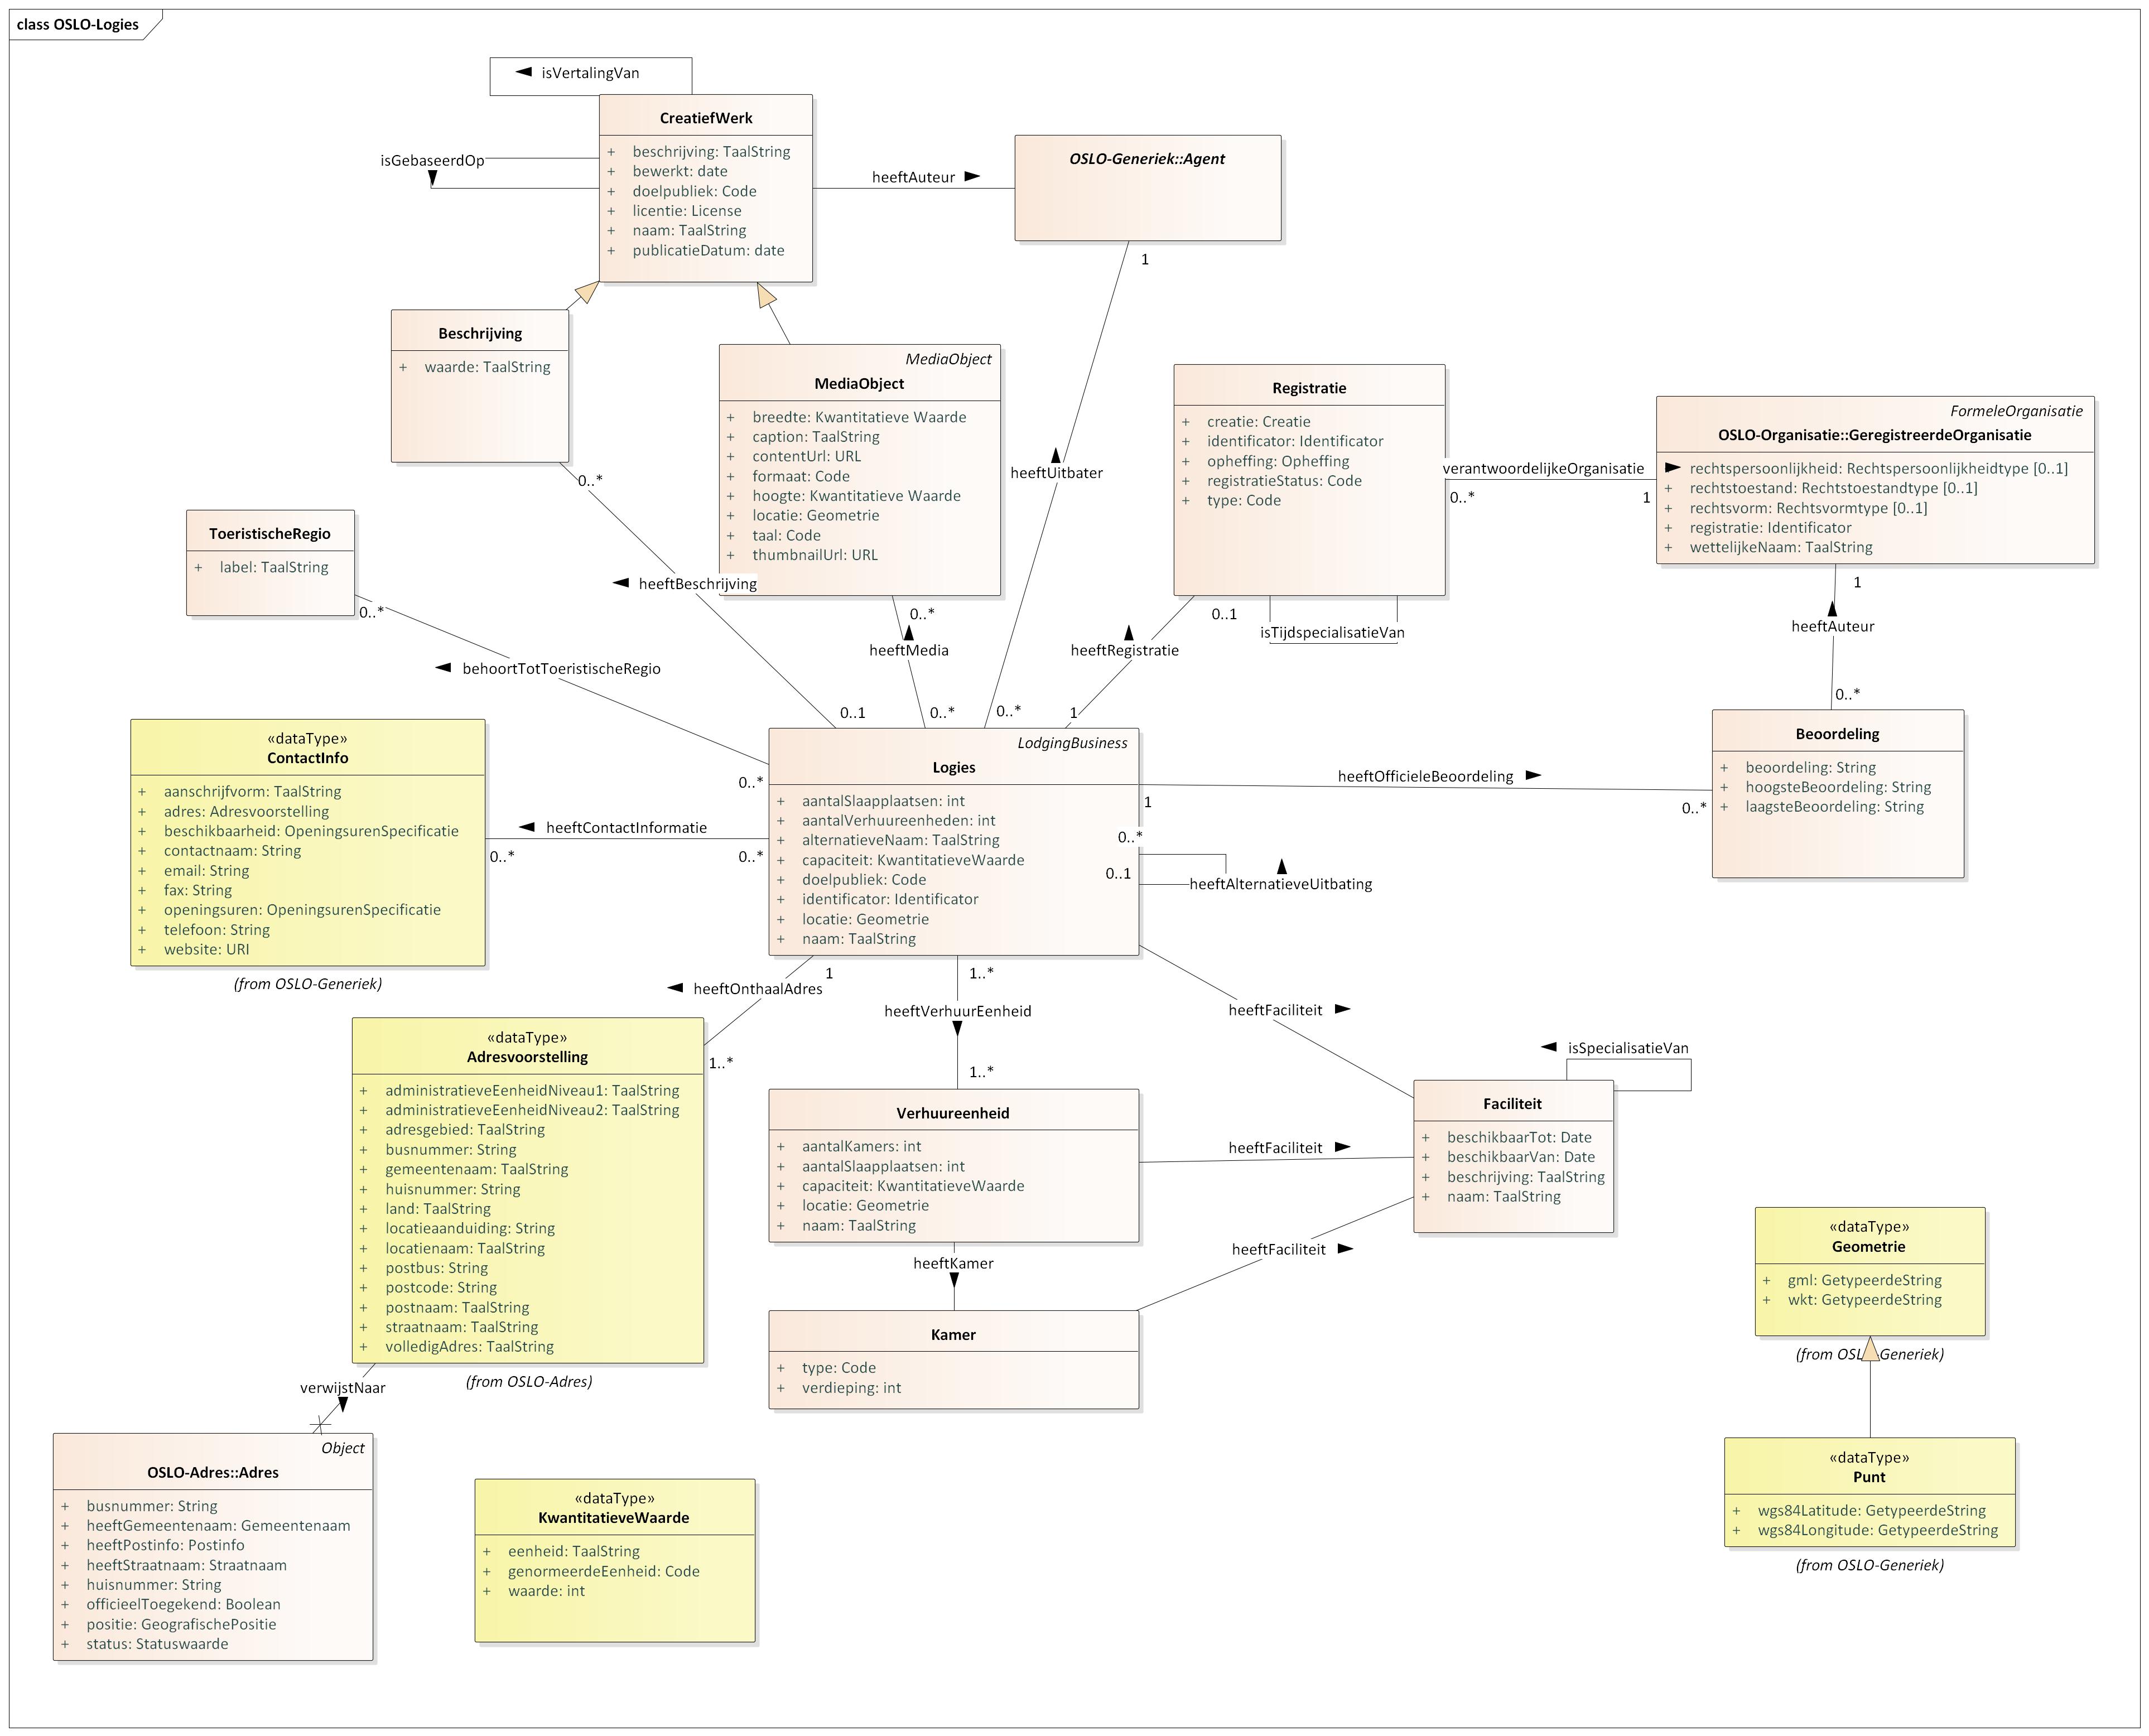 class OSLO-Logies
isVertalingVan
CreatiefWerk
+ beschrijving: TaalString
+ bewerkt: date
+ doelpubliek: Code
+ licentie: License
+ naam: TaalString
+ publicatieDatum: date
isGebaseerdOp
heeftAuteur
OSLO-Generiek::Agent
1
Beschrijving
+ waarde: TaalString
0..*
MediaObject
MediaObject
+ breedte: Kwantitatieve Waarde
+ caption: TaalString
+ contentUrl: URL
+ formaat: Code
+ hoogte: Kwantitatieve Waarde
+ locatie: Geometrie
+ taal: Code
+ thumbnailUrl: URL
0..*
heeftUitbater
Registratie
+ creatie: Creatie
+ identificator: Identificator
+ opheffing: Opheffing
+ registratieStatus: Code
+ type: Code
verantwoordelijkeOrganisatie
0..*
1
FormeleOrganisatie
OSLO-Organisatie::GeregistreerdeOrganisatie
rechtspersoonlijkheid: Rechtspersoonlijkheidtype [0..1]
+ rechtstoestand: Rechtstoestandtype [0..1]
+ rechtsvorm: Rechtsvormtype [0..1]
+ registratie: Identificator
+ wettelijkeNaam: TaalString
1
heeftAuteur
0..*
ToeristischeRegio
+ label: TaalString
0..*
heeftBeschrijving
heeftMedia
heeftRegistratie
0..1
isTijdspecialisatieVan
behoortTotToeristischeRegio
0..1
0..*
0..*
1
ContactInfo
«dataType»
+ aanschrijfvorm: TaalString
+ adres: Adresvoorstelling
+ beschikbaarheid: OpeningsurenSpecificatie
+ contactnaam: String
+ email: String
+ fax: String
+ openingsuren: OpeningsurenSpecificatie
+ telefoon: String
+ website: URI
(from OSLO-Generiek)
heeftContactInformatie
0..*
0..*
0..*
LodgingBusiness
Logies
+ aantalSlaapplaatsen: int
+ aantalVerhuureenheden: int
+ alternatieveNaam: TaalString
+ capaciteit: KwantitatieveWaarde
+ doelpubliek: Code
+ identificator: Identificator
+ locatie: Geometrie
+ naam: TaalString
heeftOfficieleBeoordeling
1
0..*
Beoordeling
+ beoordeling: String
+ hoogsteBeoordeling: String
+ laagsteBeoordeling: String
0..*
0..1
heeftAlternatieveUitbating
heeftOnthaalAdres
1
1..*
1..*
heeftVerhuurEenheid
1..*
heeftFaciliteit
«dataType»
Adresvoorstelling
+ administratieveEenheidNiveau1: TaalString
+ administratieveEenheidNiveau2: TaalString
+ adresgebied: TaalString
+ busnummer: String
+ gemeentenaam: TaalString
+ huisnummer: String
+ land: TaalString
+ locatieaanduiding: String
+ locatienaam: TaalString
+ postbus: String
+ postcode: String
+ postnaam: TaalString
+ straatnaam: TaalString
+ volledigAdres: TaalString
(from OSLO-Adres)
Verhuureenheid
+ aantalKamers: int
+ aantalSlaapplaatsen: int
+ capaciteit: KwantitatieveWaarde
+ locatie: Geometrie
+ naam: TaalString
heeftFaciliteit
isSpecialisatieVan
Faciliteit
+ beschikbaarTot: Date
+ beschikbaarVan: Date
+ beschrijving: TaalString
+ naam: TaalString
heeftKamer
heeftFaciliteit
Kamer
+ type: Code
+ verdieping: int
«dataType»
Geometrie
+ gml: GetypeerdeString
+ wkt: GetypeerdeString
(from OSLO-Generiek)
«dataType»
Punt
+ wgs84Latitude: GetypeerdeString
+ wgs84Longitude: GetypeerdeString
(from OSLO-Generiek)
verwijstNaar
Object
OSLO-Adres::Adres
+ busnummer: String
+ heeftGemeentenaam: Gemeentenaam
+ heeftPostinfo: Postinfo
+ heeftStraatnaam: Straatnaam
+ huisnummer: String
+ officieelToegekend: Boolean
+ positie: GeografischePositie
+ status: Statuswaarde
«dataType»
KwantitatieveWaarde
+ eenheid: TaalString
+ genormeerdeEenheid: Code
+ waarde: int